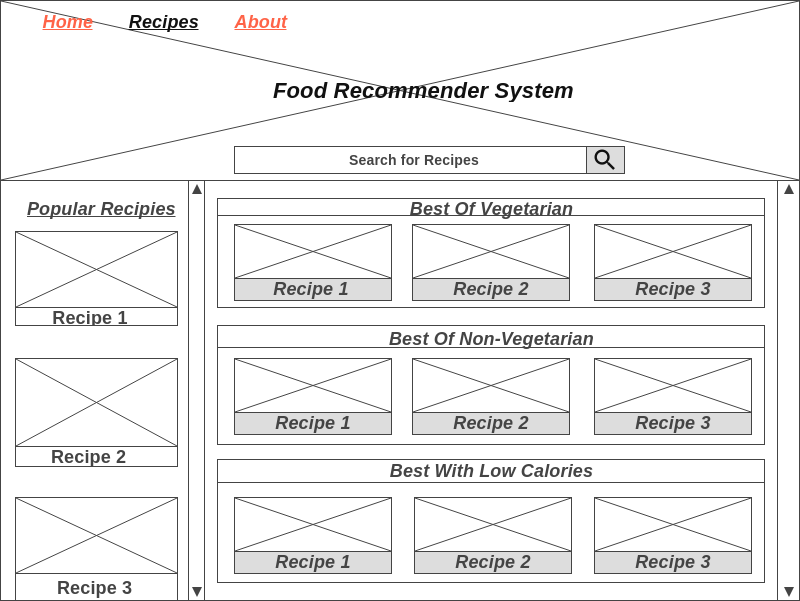 Home Recipes About
Food Recommender System
Search for Recipes
Popular Recipies
Recipe 1
Recipe 2
Recipe 3
Best Of Vegetarian
Recipe 1 Recipe 2 Recipe 3
Best Of Non-Vegetarian
Recipe 1 Recipe 2 Recipe 3
Best With Low Calories
Recipe 1 Recipe 2 Recipe 3